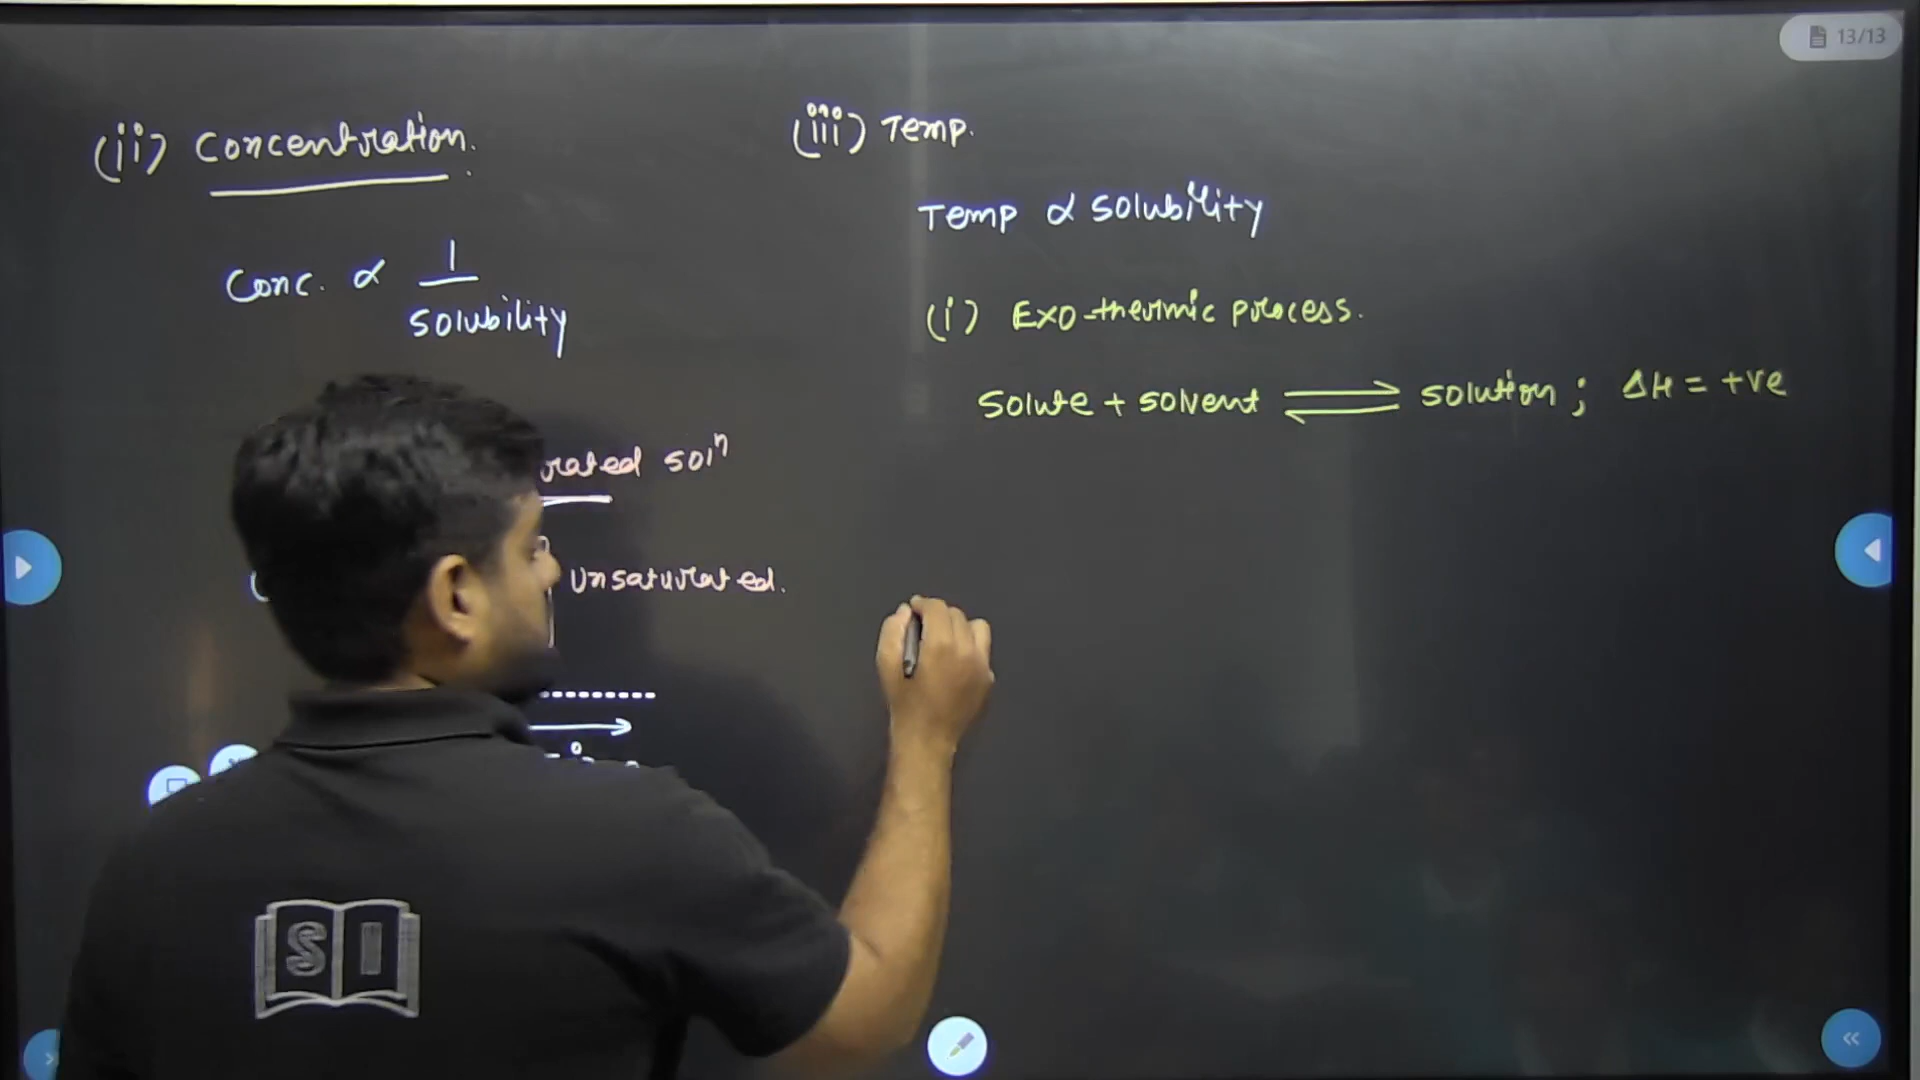 13/13
(ii) Concentration.
Conc. ∝ 1
solubility
soln
Unsaturated.
(iii) Temp.
Temp ∝ solubility
(i) Exo-thermic process.
Solute + solvent ⇌ solution ; ΔH = +ve
SI